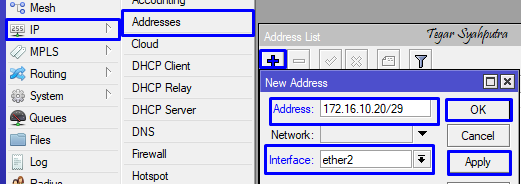 Mesh
IP
MPLS
Routing
System
Queues
Files
Log
Radius
Accounting
Addresses
Cloud
DHCP Client
DHCP Relay
DHCP Server
DNS
Firewall
Hotspot
Address List
Tegar Syahputra
New Address
Address: 172.16.10.20/29
Network:
Interface: ether2
OK
Cancel
Apply